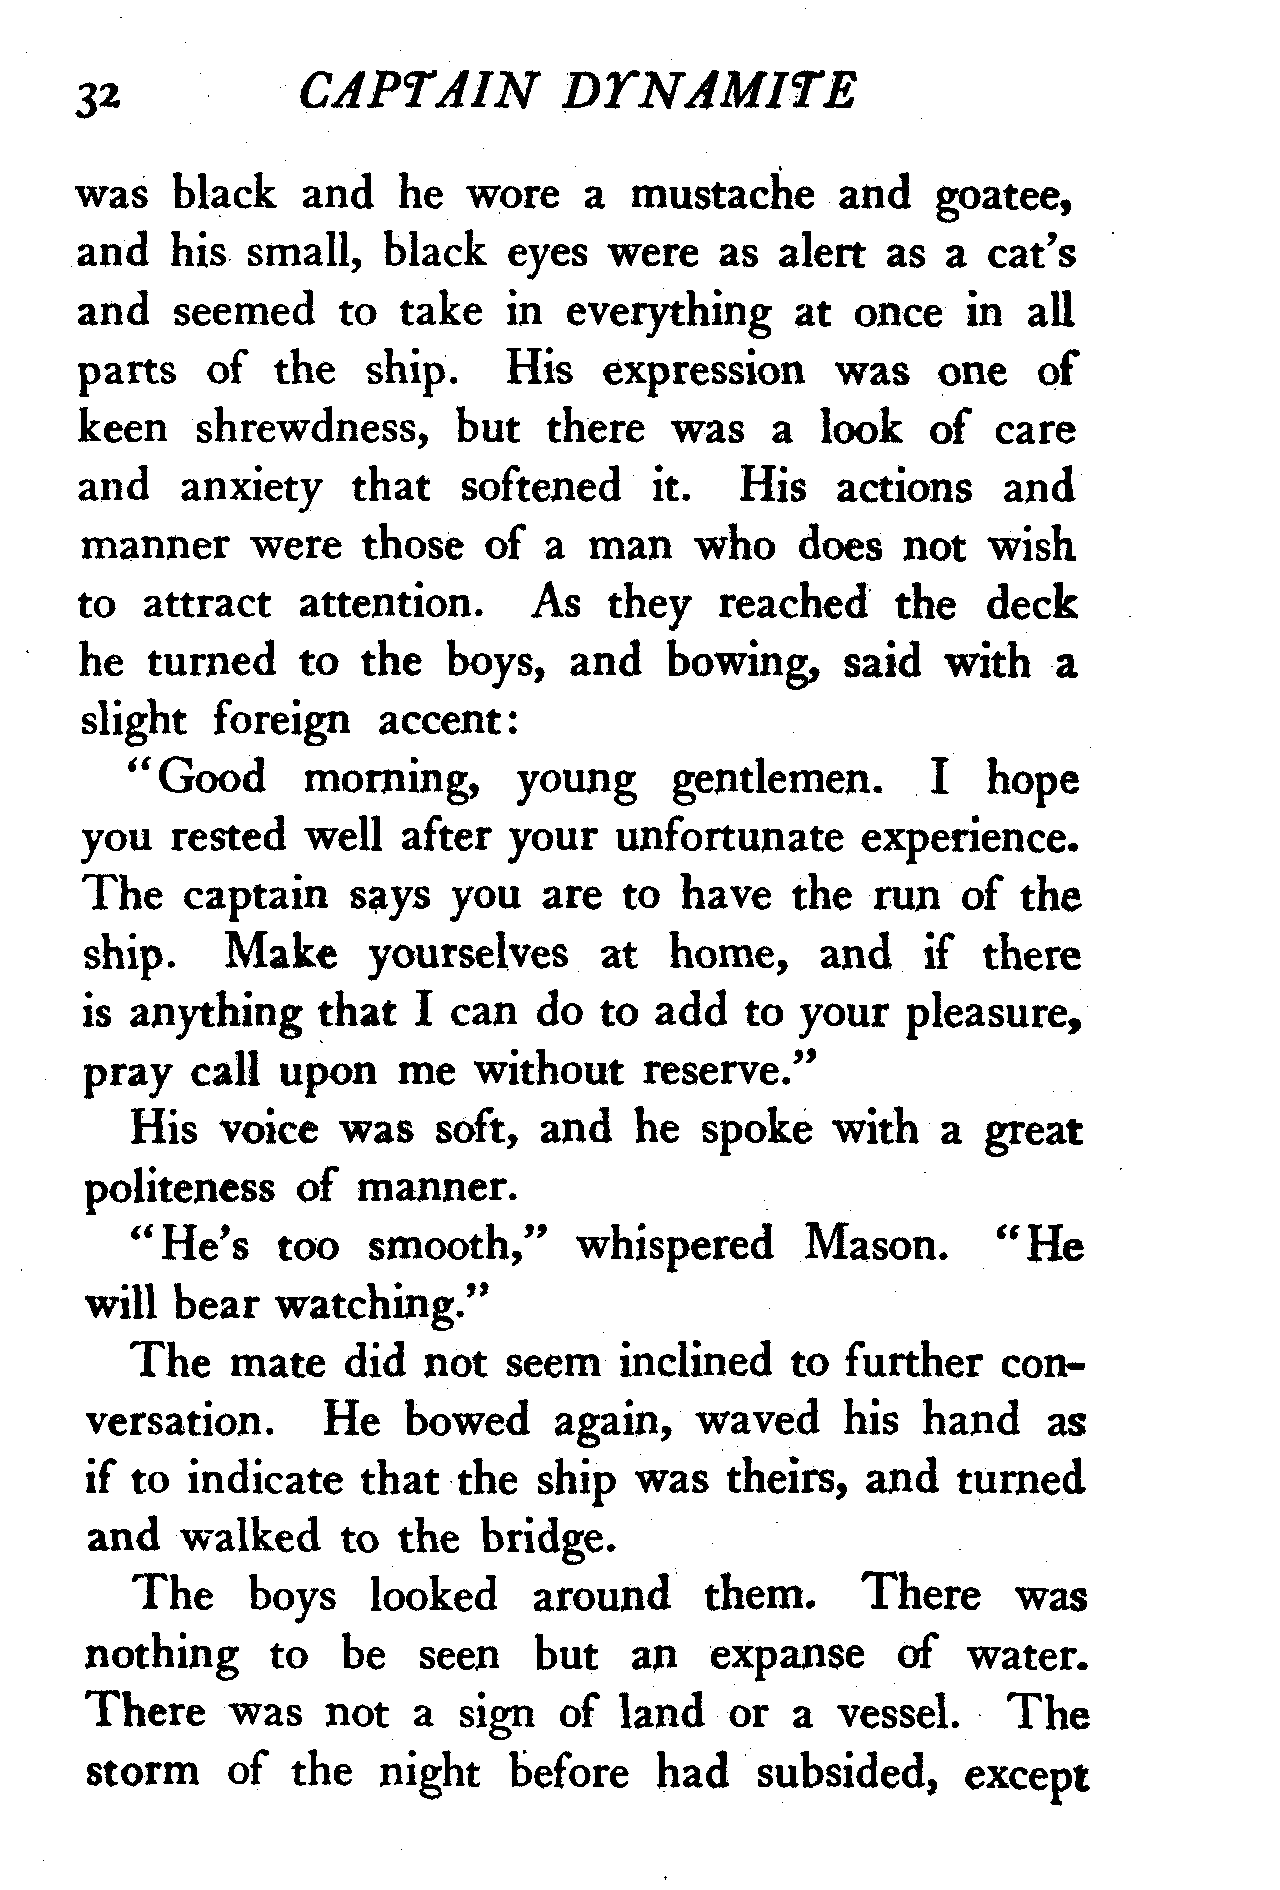 32 CAPTAIN DYNAMITE
was black and he wore a mustache and goatee,
and his small, black eyes were as alert as a cat's
and seemed to take in everything at once in all
parts of the ship. His expression was one of
keen shrewdness, but there was a look of care
and anxiety that softened it. His actions and
manner were those of a man who does not wish
to attract attention. As they reached the deck
he turned to the boys, and bowing, said with a
slight foreign accent:
“Good morning, young gentlemen. I hope
you rested well after your unfortunate experience.
The captain says you are to have the run of the
ship. Make yourselves at home, and if there
is anything that I can do to add to your pleasure,
pray call upon me without reserve.”
His voice was soft, and he spoke with a great
politeness of manner.
“He's too smooth,” whispered Mason. “He
will bear watching.”
The mate did not seem inclined to further con-
versation. He bowed again, waved his hand as
if to indicate that the ship was theirs, and turned
and walked to the bridge.
The boys looked around them. There was
nothing to be seen but an expanse of water.
There was not a sign of land or a vessel. The
storm of the night before had subsided, except